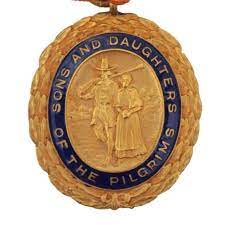 SONS AND DAUGHTERS
OF THE PILGRIMS